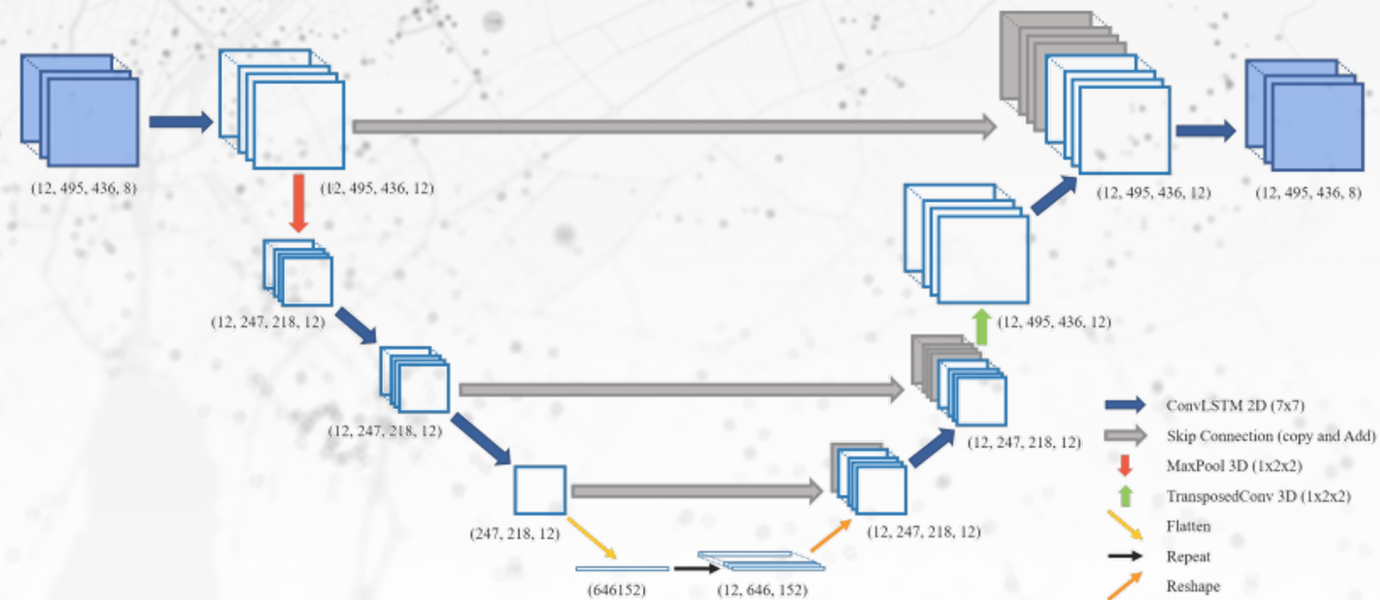 (12, 495, 436, 8)
(12, 495, 436, 12)
(12, 495, 436, 12)
(12, 495, 436, 8)
(12, 247, 218, 12)
(12, 495, 436, 12)
(12, 247, 218, 12)
(12, 247, 218, 12)
(247, 218, 12)
(12, 247, 218, 12)
(646152)
(12, 646, 152)
ConvLSTM 2D (7x7)
Skip Connection (copy and Add)
MaxPool 3D (1x2x2)
TransposedConv 3D (1x2x2)
Flatten
Repeat
Reshape